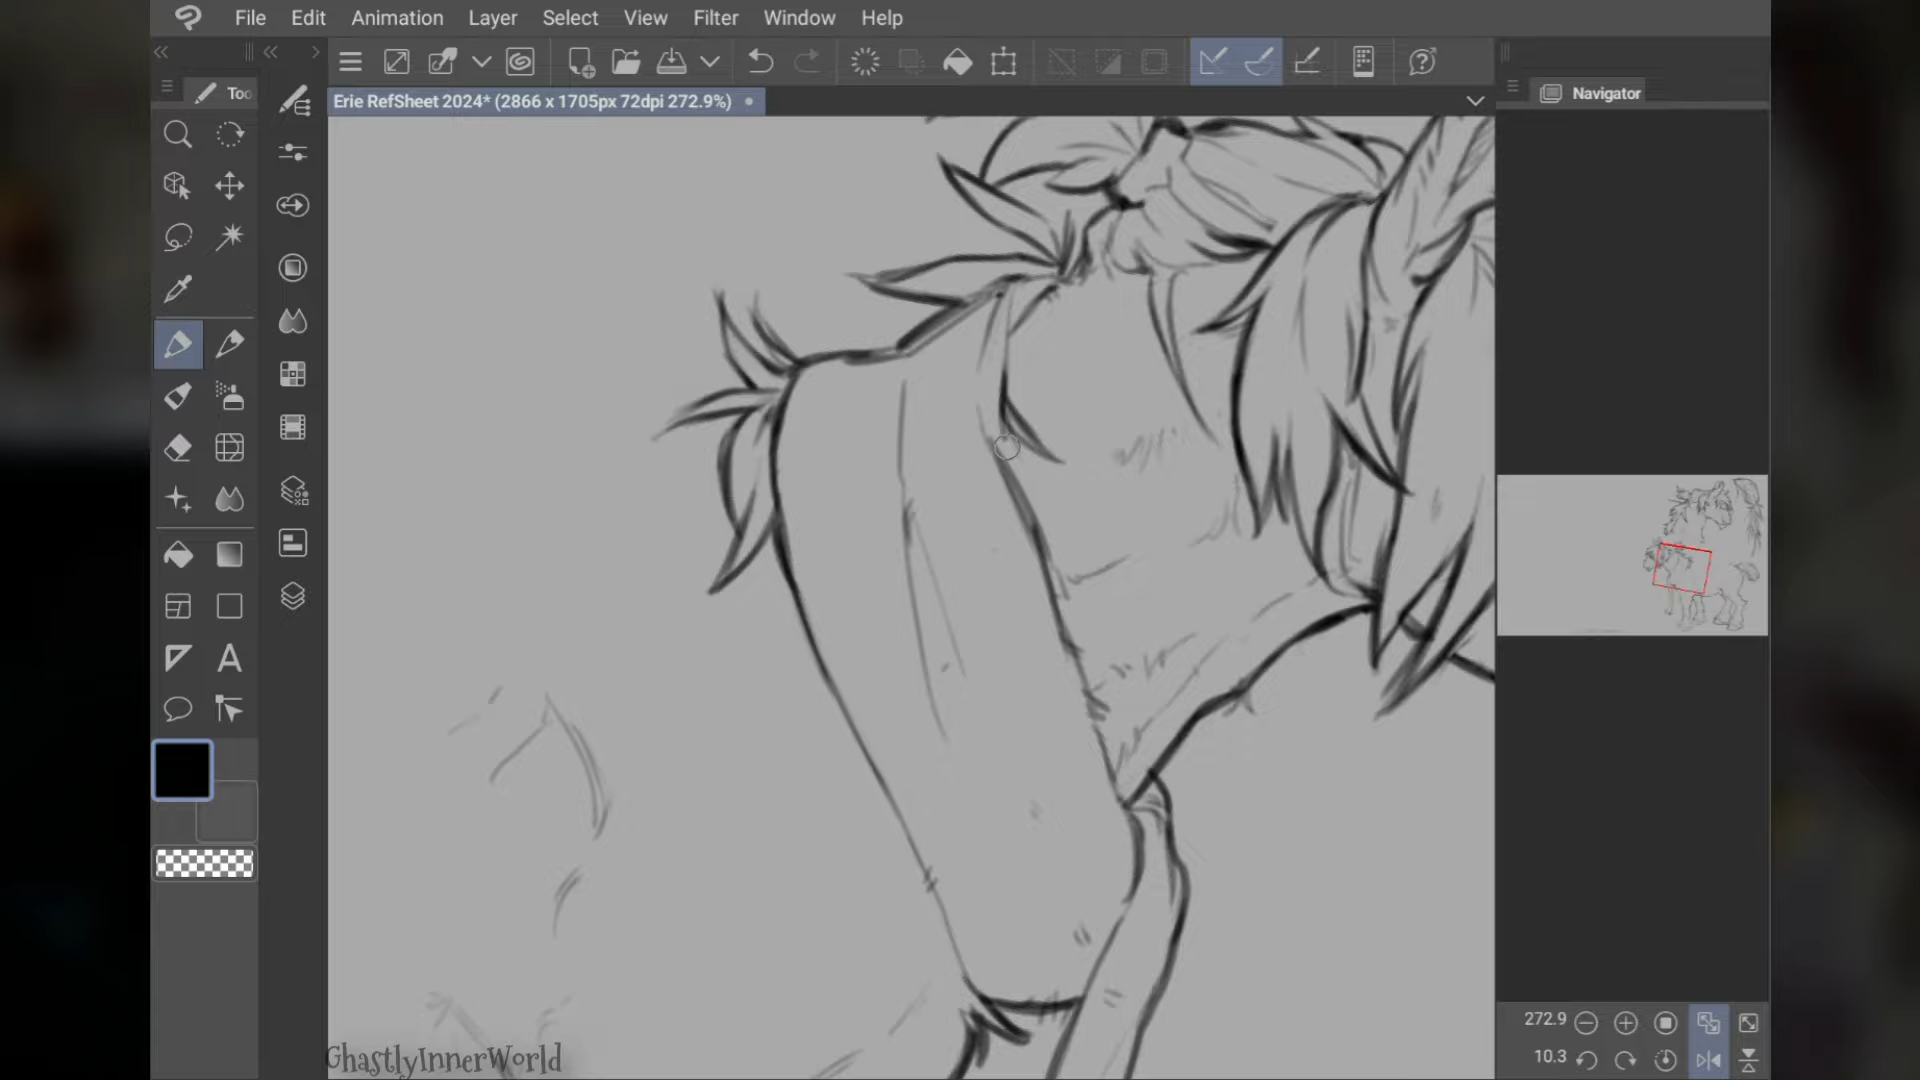 File Edit Animation Layer Select View Filter Window Help
Too
Erie RefSheet 2024* (2866 x 1705px 72dpi 272.9%)
Navigator
A
272.9
10.3
GhastlyInnerWorld